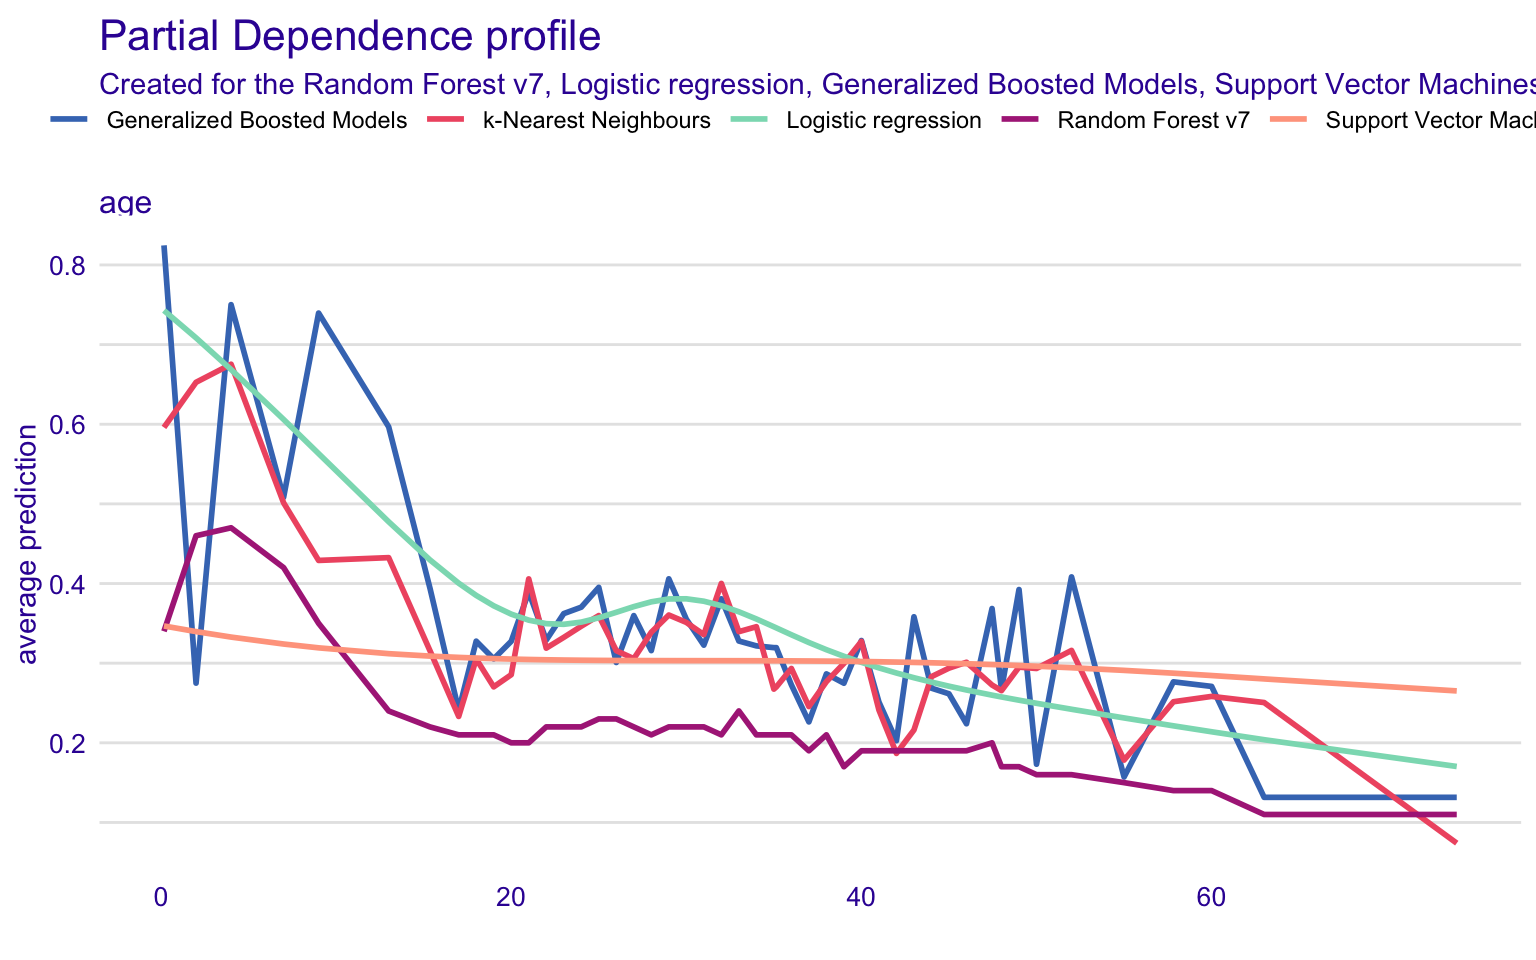 Partial Dependence profile
Created for the Random Forest v7, Logistic regression, Generalized Boosted Models, Support Vector Machines
Generalized Boosted Models k-Nearest Neighbours Logistic regression Random Forest v7 Support Vector
age
average prediction
0.8
0.6
0.4
0.2
0 20 40 60